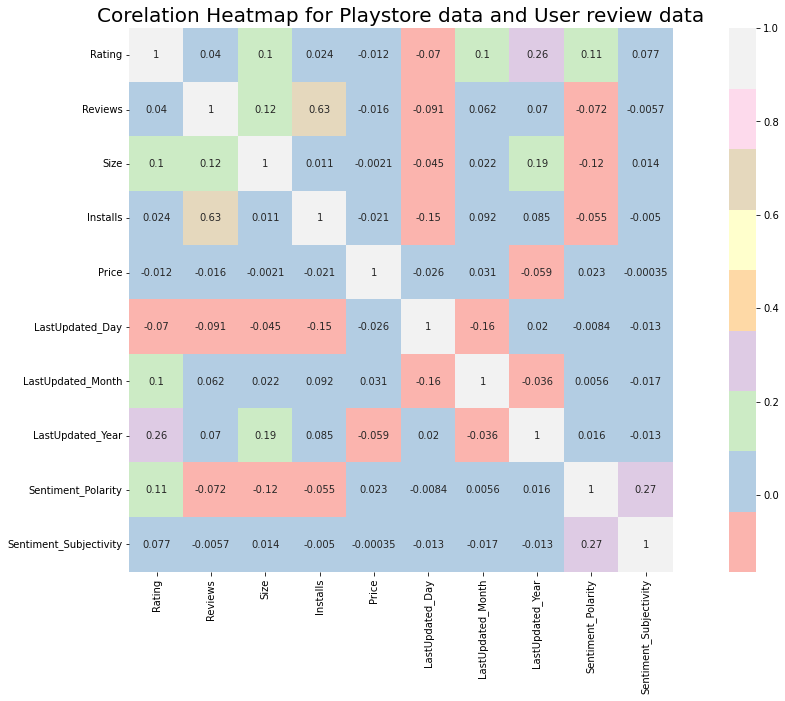 Corelation Heatmap for Playstore data and User review data
Rating 1 0.04 0.1 0.024 -0.012 -0.07 0.1 0.26 0.11 0.077
Reviews 0.04 1 0.12 0.63 -0.016 -0.091 0.062 0.07 -0.072 -0.0057
Size 0.1 0.12 1 0.011 -0.0021 -0.045 0.022 0.19 -0.12 0.014
Installs 0.024 0.63 0.011 1 -0.021 -0.15 0.092 0.085 -0.055 -0.005
Price -0.012 -0.016 -0.0021 -0.021 1 -0.026 0.031 -0.059 0.023 -0.00035
LastUpdated_Day -0.07 -0.091 -0.045 -0.15 -0.026 1 -0.16 0.02 -0.0084 -0.013
LastUpdated_Month 0.1 0.062 0.022 0.092 0.031 -0.16 1 -0.036 0.0056 -0.017
LastUpdated_Year 0.26 0.07 0.19 0.085 -0.059 0.02 -0.036 1 0.016 -0.013
Sentiment_Polarity 0.11 -0.072 -0.12 -0.055 0.023 -0.0084 0.0056 0.016 1 0.27
Sentiment_Subjectivity 0.077 -0.0057 0.014 -0.005 -0.00035 -0.013 -0.017 -0.013 0.27 1
Rating
Reviews
Size
Installs
Price
LastUpdated_Day
LastUpdated_Month
LastUpdated_Year
Sentiment_Polarity
Sentiment_Subjectivity
1.0
0.8
0.6
0.4
0.2
0.0